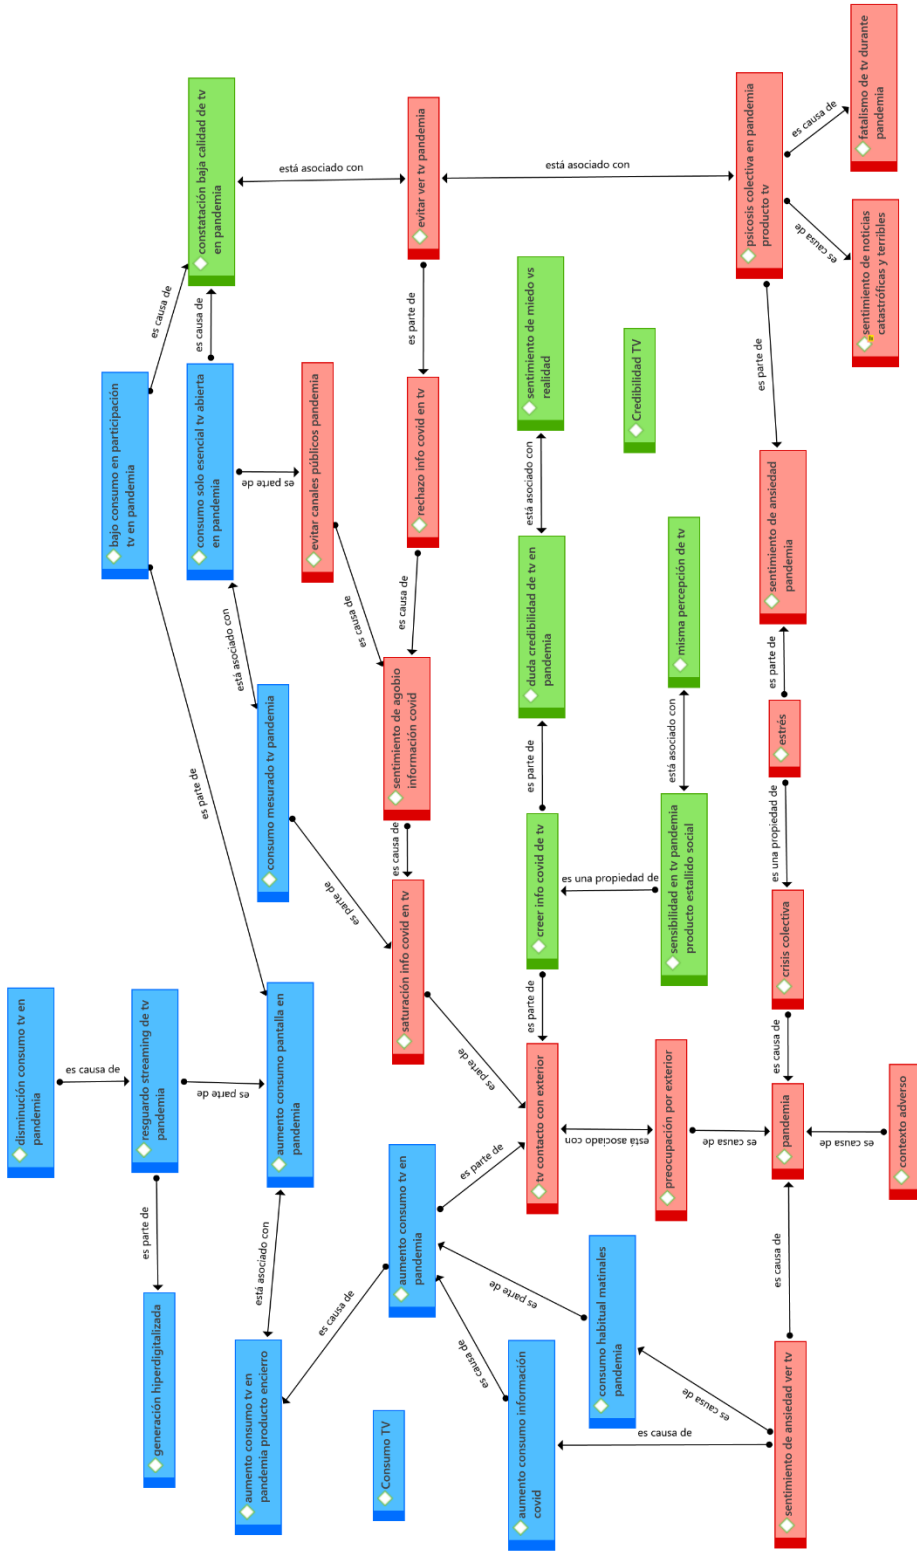 disminución consumo tv en
pandemia
es causa de
resguardo streaming de tv
pandemia
es parte de
generación hiperdigitalizada
es parte de
aumento consumo pantalla en
pandemia
está asociado con
aumento consumo tv en
pandemia producto encierro
es causa de
bajo consumo en participación
tv en pandemia
es parte de
es causa de
constatación baja calidad de tv
en pandemia
consumo solo esencial tv abierta
en pandemia
es causa de
es parte de
está asociado con
consumo mesurado tv pandemia
es parte de
evitar canales públicos pandemia
es causa de
está asociado con
evitar ver tv pandemia
es parte de
rechazo info covid en tv
es causa de
sentimiento de agobio
información covid
es causa de
saturación info covid en tv
es parte de
aumento consumo tv en
pandemia
es parte de
Consumo TV
es causa de
es parte de
aumento consumo información
covid
consumo habitual matinales
pandemia
es causa de
es causa de
tv contacto con exterior
es parte de
creer info covid de tv
es parte de
duda credibilidad de tv en
pandemia
está asociado con
sentimiento de miedo vs
realidad
es una propiedad de
sensibilidad en tv pandemia
producto estallido social
está asociado con
misma percepción de tv
Credibilidad TV
está asociado con
preocupación por exterior
es causa de
está asociado con
sentimiento de ansiedad ver tv
es causa de
pandemia
es causa de
crisis colectiva
es una propiedad de
estrés
es parte de
sentimiento de ansiedad
pandemia
es parte de
psicosis colectiva en pandemia
producto tv
es causa de
es causa de
sentimiento de noticias
catastróficas y terribles
fatalismo de tv durante
pandemia
es causa de
contexto adverso